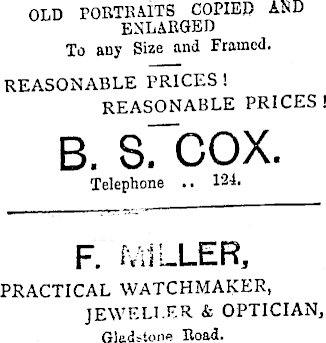 OLD PORTRAITS COPIED AND
ENLARGED
To any Size and Framed.
REASONABLE PRICES!
REASONABLE PRICES!
B. S. COX.
Telephone .. 124.
F. MILLER,
PRACTICAL WATCHMAKER,
JEWELLER & OPTICIAN,
Gladstone Road.